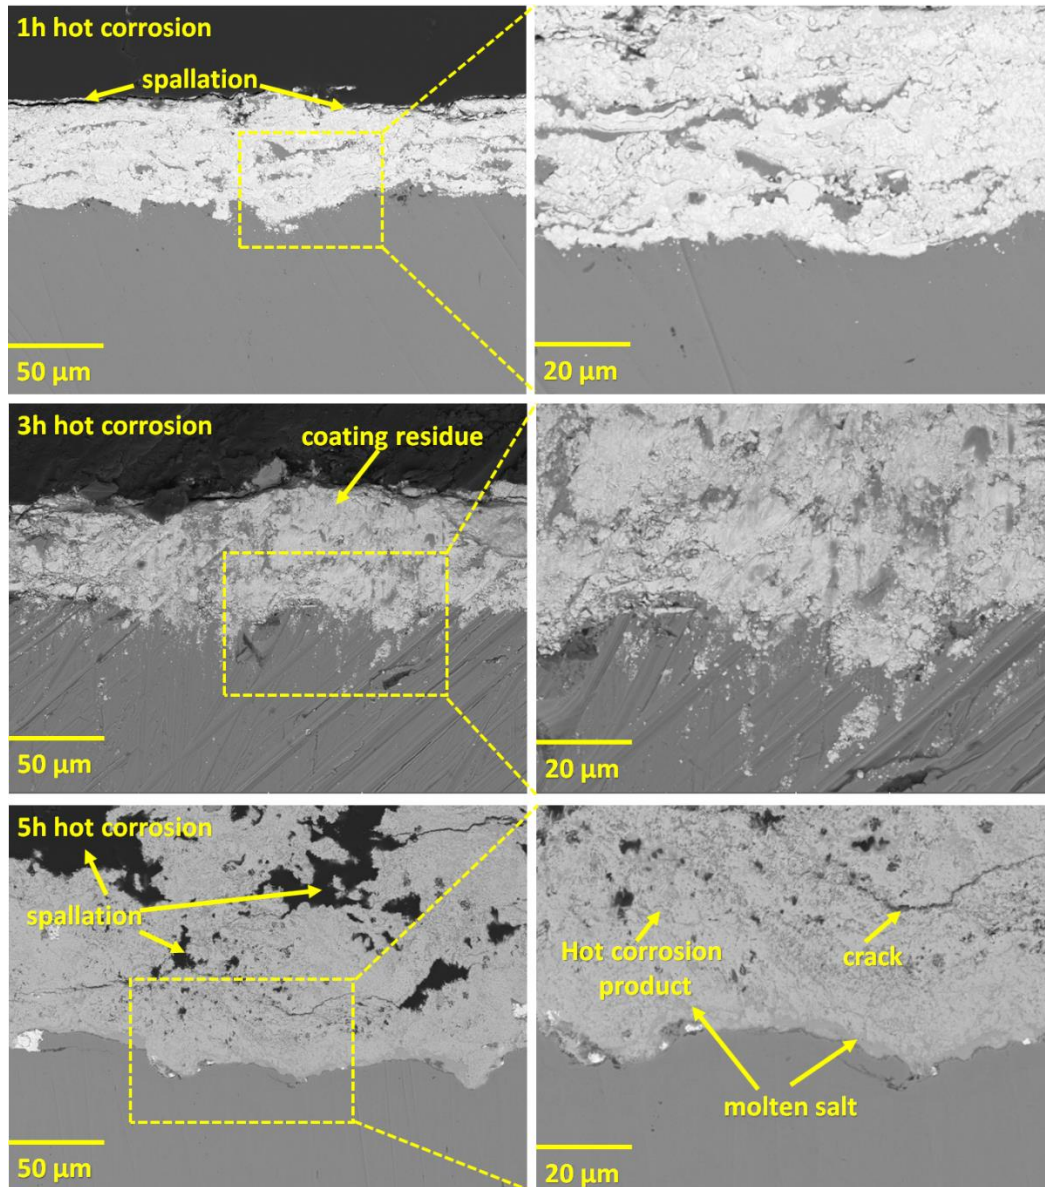 1h hot corrosion
spallation
50 µm
20 µm
3h hot corrosion
coating residue
50 µm
20 µm
5h hot corrosion
spallation
50 µm
Hot corrosion
product
crack
molten salt
20 µm